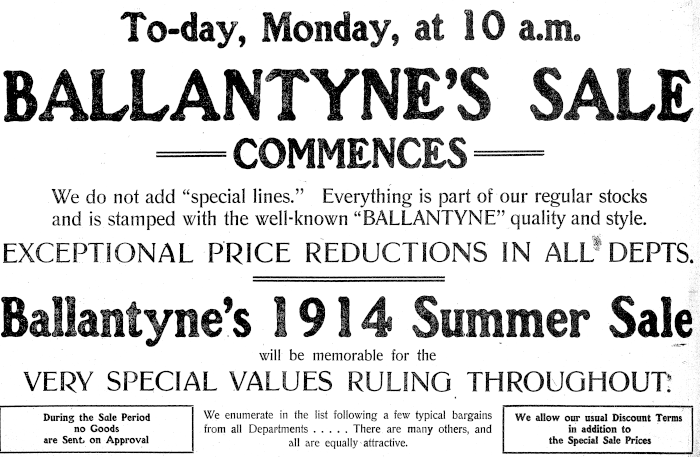 To-day, Monday, at 10 a.m.
BALLANTYNE'S SALE
COMMENCES
We do not add "special lines." Everything is part of our regular stocks
and is stamped with the well-known "BALLANTYNE" quality and style.
EXCEPTIONAL PRICE REDUCTIONS IN ALL DEPTS.
Ballantyne's 1914 Summer Sale
will be memorable for the
VERY SPECIAL VALUES RULING THROUGHOUT.
During the Sale Period
no Goods
are Sent on Approval
We enumerate in the list following a few typical bargains
from all Departments . . . . . There are many others, and
all are equally attractive.
We allow our usual Discount Terms
in addition to
the Special Sale Prices